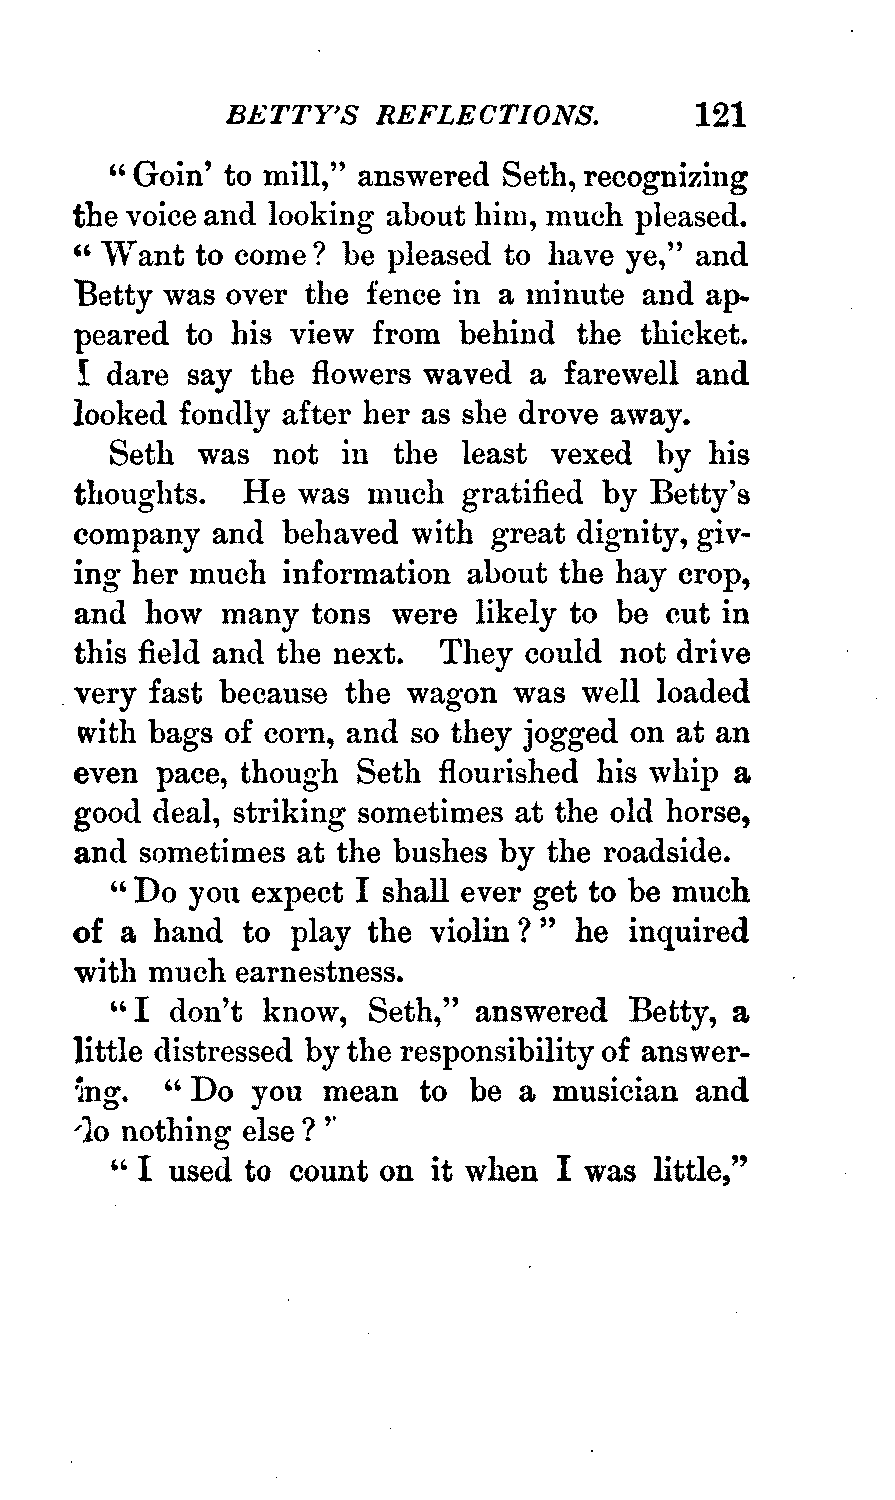 BETTY'S REFLECTIONS. 121
"Goin' to mill," answered Seth, recognizing
the voice and looking about him, much pleased.
"Want to come? be pleased to have ye," and
Betty was over the fence in a minute and ap-
peared to his view from behind the thicket.
I dare say the flowers waved a farewell and
looked fondly after her as she drove away.
Seth was not in the least vexed by his
thoughts. He was much gratified by Betty's
company and behaved with great dignity, giv-
ing her much information about the hay crop,
and how many tons were likely to be cut in
this field and the next. They could not drive
very fast because the wagon was well loaded
with bags of corn, and so they jogged on at an
even pace, though Seth flourished his whip a
good deal, striking sometimes at the old horse,
and sometimes at the bushes by the roadside.
"Do you expect I shall ever get to be much
of a hand to play the violin?" he inquired
with much earnestness.
"I don't know, Seth," answered Betty, a
little distressed by the responsibility of answer-
ing. "Do you mean to be a musician and
do nothing else?"
"I used to count on it when I was little,"